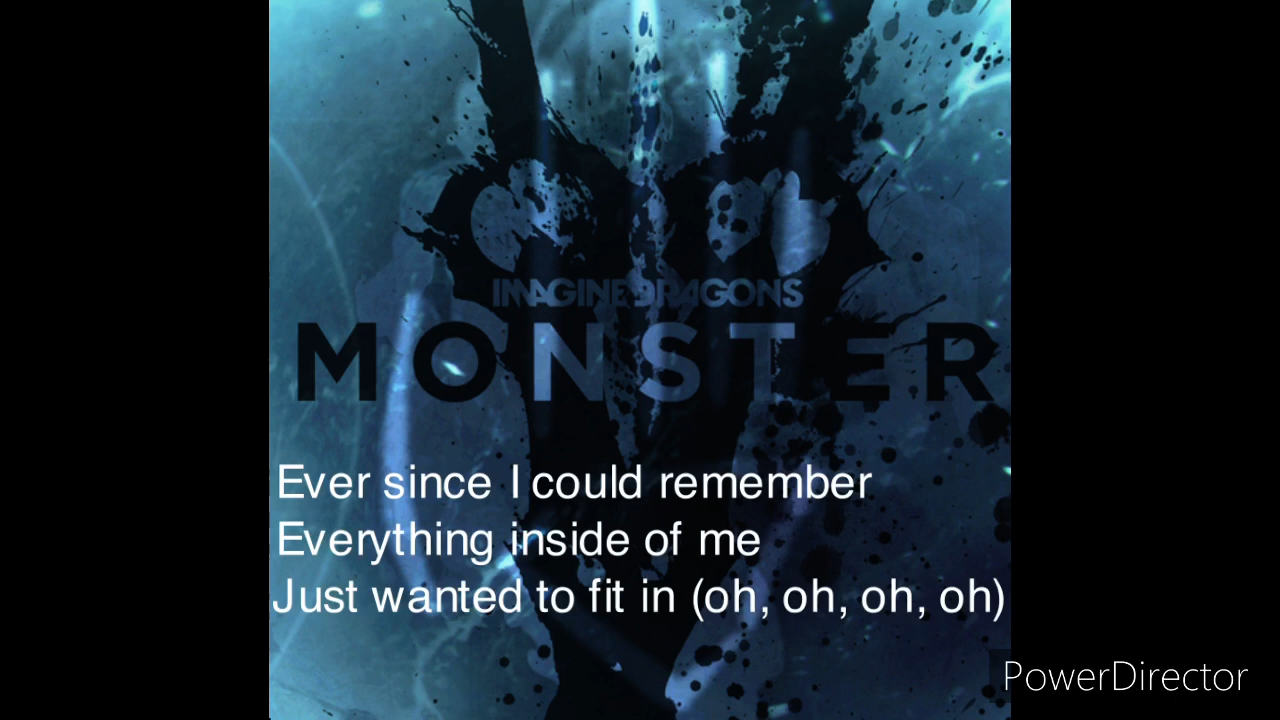 IMAGINE DRAGONS
MONSTER
Ever since I could remember
Everything inside of me
Just wanted to fit in (oh, oh, oh, oh)
PowerDirector